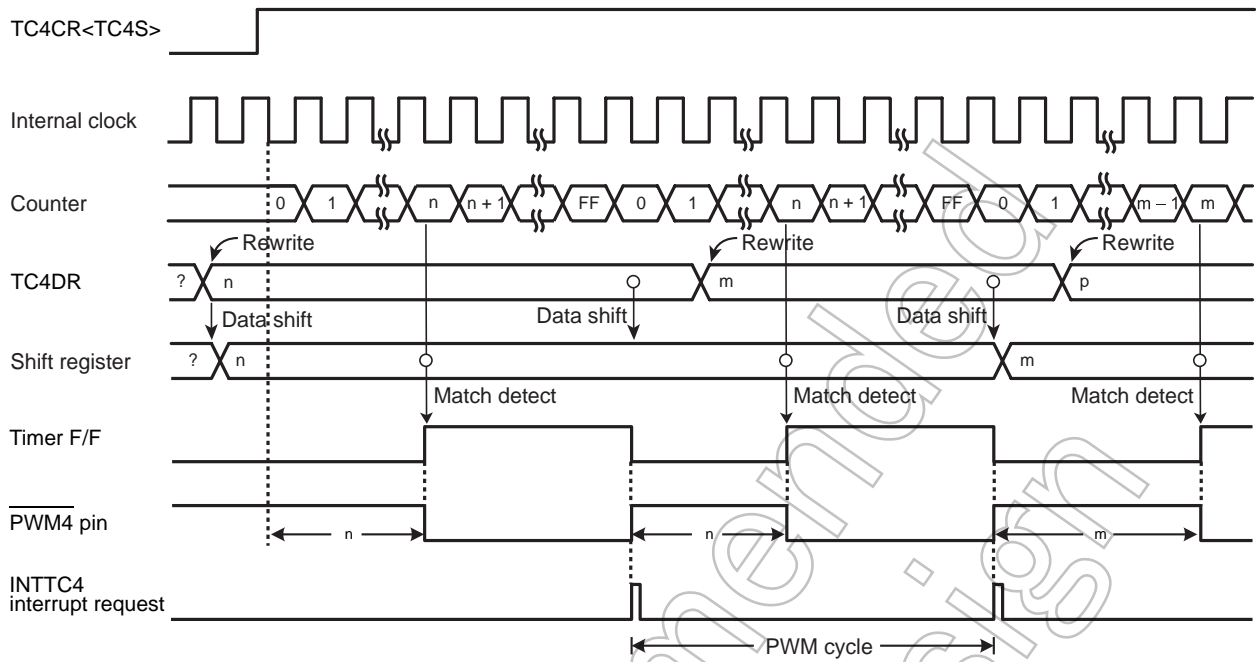 TC4CR<TC4S>
Internal clock
Counter 0 1 n n + 1 FF 0 1 n n + 1 FF 0 1 m – 1 m
Rewrite Rewrite Rewrite
TC4DR ? n m p
Data shift Data shift Data shift
Shift register ? n m
Match detect Match detect Match detect
Timer F/F
PWM4 pin n n m
INTTC4
interrupt request
PWM cycle